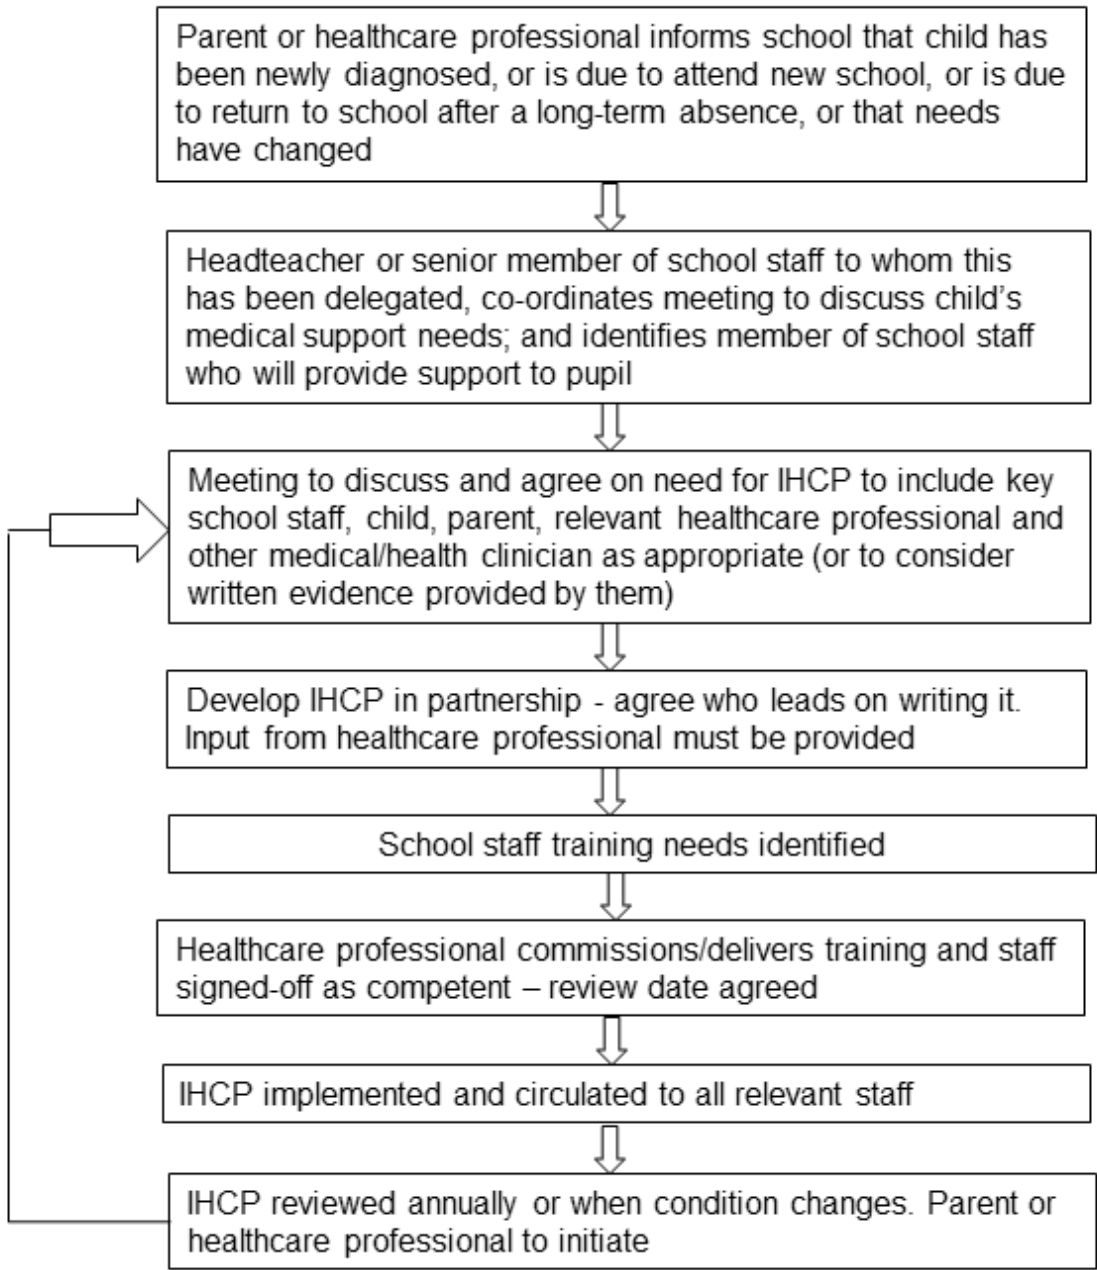 Parent or healthcare professional informs school that child has
been newly diagnosed, or is due to attend new school, or is due
to return to school after a long-term absence, or that needs
have changed
Headteacher or senior member of school staff to whom this
has been delegated, co-ordinates meeting to discuss child’s
medical support needs; and identifies member of school staff
who will provide support to pupil
Meeting to discuss and agree on need for IHCP to include key
school staff, child, parent, relevant healthcare professional and
other medical/health clinician as appropriate (or to consider
written evidence provided by them)
Develop IHCP in partnership - agree who leads on writing it.
Input from healthcare professional must be provided
School staff training needs identified
Healthcare professional commissions/delivers training and staff
signed-off as competent – review date agreed
IHCP implemented and circulated to all relevant staff
IHCP reviewed annually or when condition changes. Parent or
healthcare professional to initiate